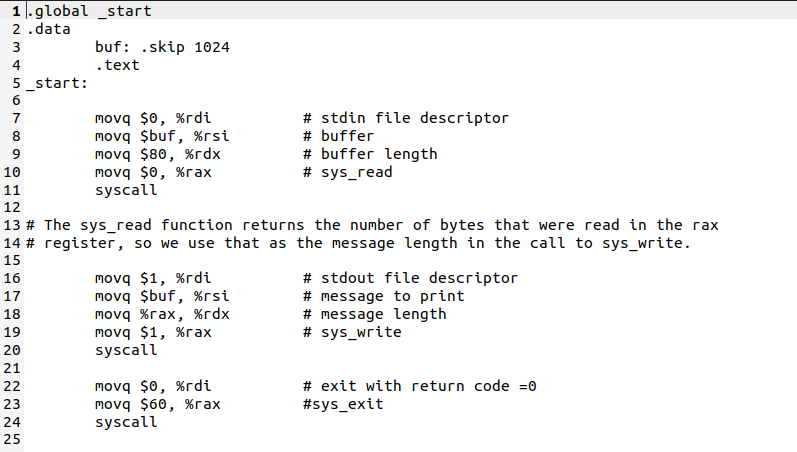 1 .global _start
2 .data
3         buf: .skip 1024
4         .text
5 _start:
6
7         movq $0, %rdi          # stdin file descriptor
8         movq $buf, %rsi        # buffer
9         movq $80, %rdx         # buffer length
10         movq $0, %rax          # sys_read
11         syscall
12
13 # The sys_read function returns the number of bytes that were read in the rax
14 # register, so we use that as the message length in the call to sys_write.
15
16         movq $1, %rdi          # stdout file descriptor
17         movq $buf, %rsi        # message to print
18         movq %rax, %rdx        # message length
19         movq $1, %rax          # sys_write
20         syscall
21
22         movq $0, %rdi          # exit with return code =0
23         movq $60, %rax         #sys_exit
24         syscall
25